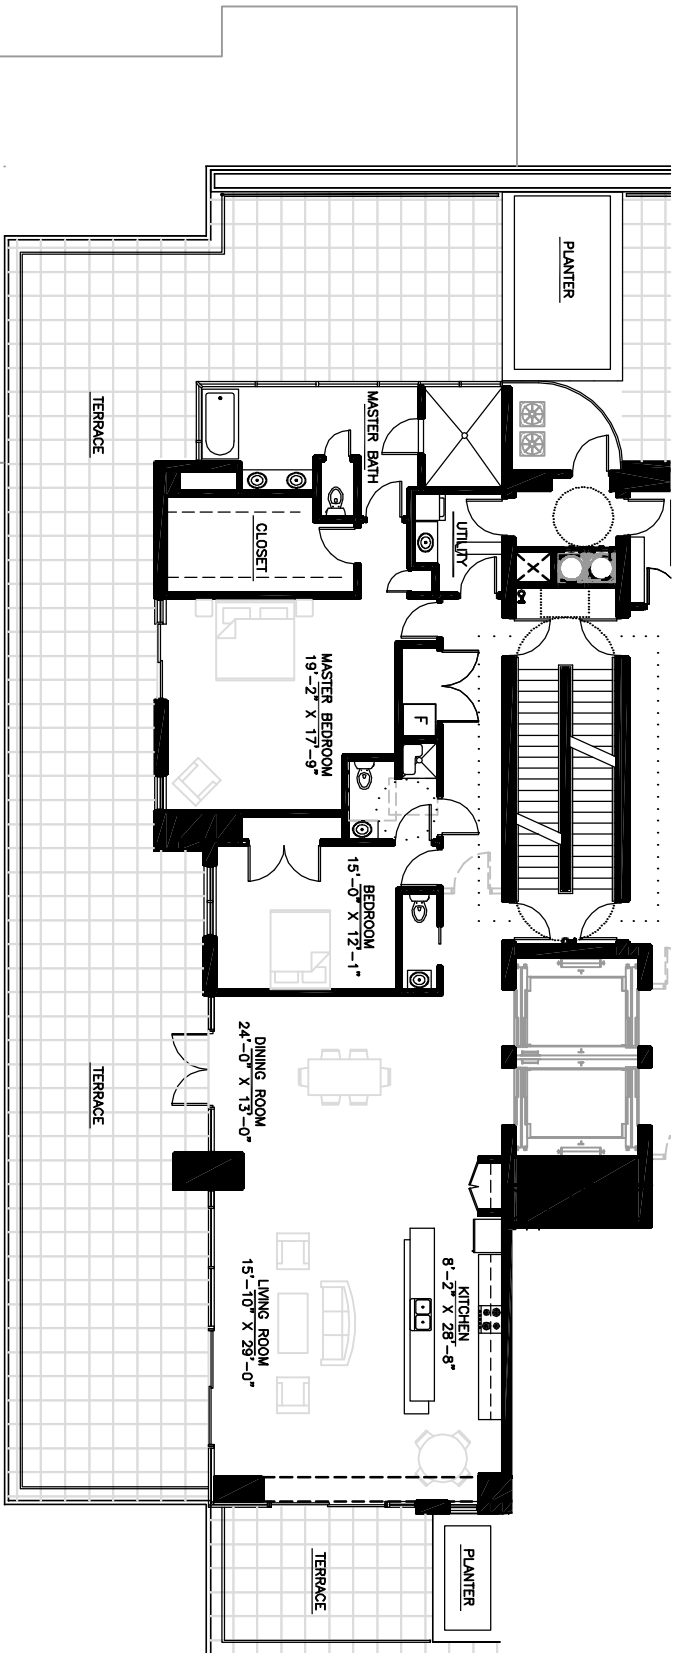 PLANTER
TERRACE
MASTER BATH
CLOSET
UTILITY
MASTER BEDROOM
19'-2" X 17'-9"
F
BEDROOM
15'-0" X 12'-1"
DINING ROOM
24'-0" X 13'-0"
TERRACE
KITCHEN
8'-2" X 28'-8"
LIVING ROOM
15'-10" X 29'-0"
TERRACE
PLANTER